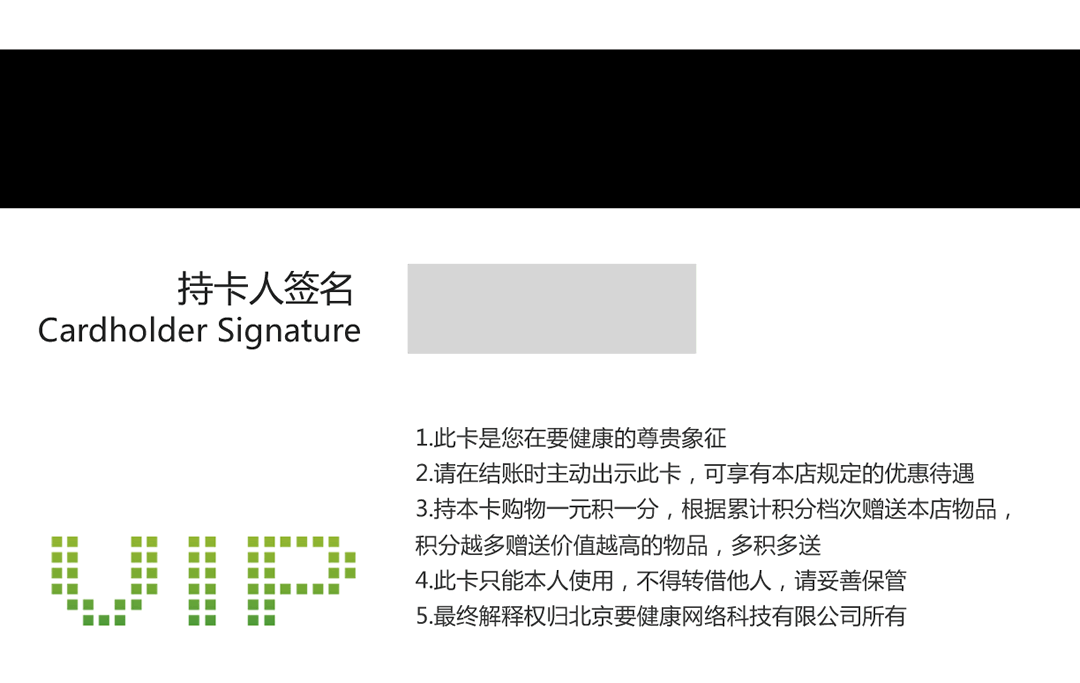 持卡人签名
Cardholder Signature
1.此卡是您在要健康的尊贵象征
2.请在结账时主动出示此卡，可享有本店规定的优惠待遇
3.持本卡购物一元积一分，根据累计积分档次赠送本店物品，
积分越多赠送价值越高的物品，多积多送
4.此卡只能本人使用，不得转借他人，请妥善保管
5.最终解释权归北京要健康网络科技有限公司所有
VIP